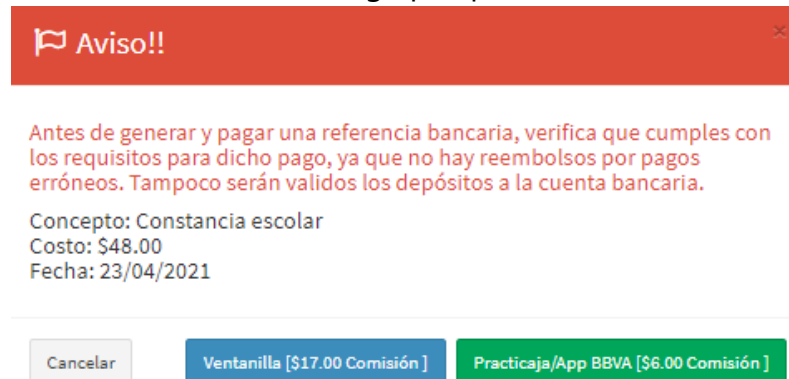 Aviso!!
×
Antes de generar y pagar una referencia bancaria, verifica que cumples con
los requisitos para dicho pago, ya que no hay reembolsos por pagos
erróneos. Tampoco serán validos los depósitos a la cuenta bancaria.
Concepto: Constancia escolar
Costo: $48.00
Fecha: 23/04/2021
Cancelar
Ventanilla [$17.00 Comisión ]
Practicaja/App BBVA [$6.00 Comisión ]